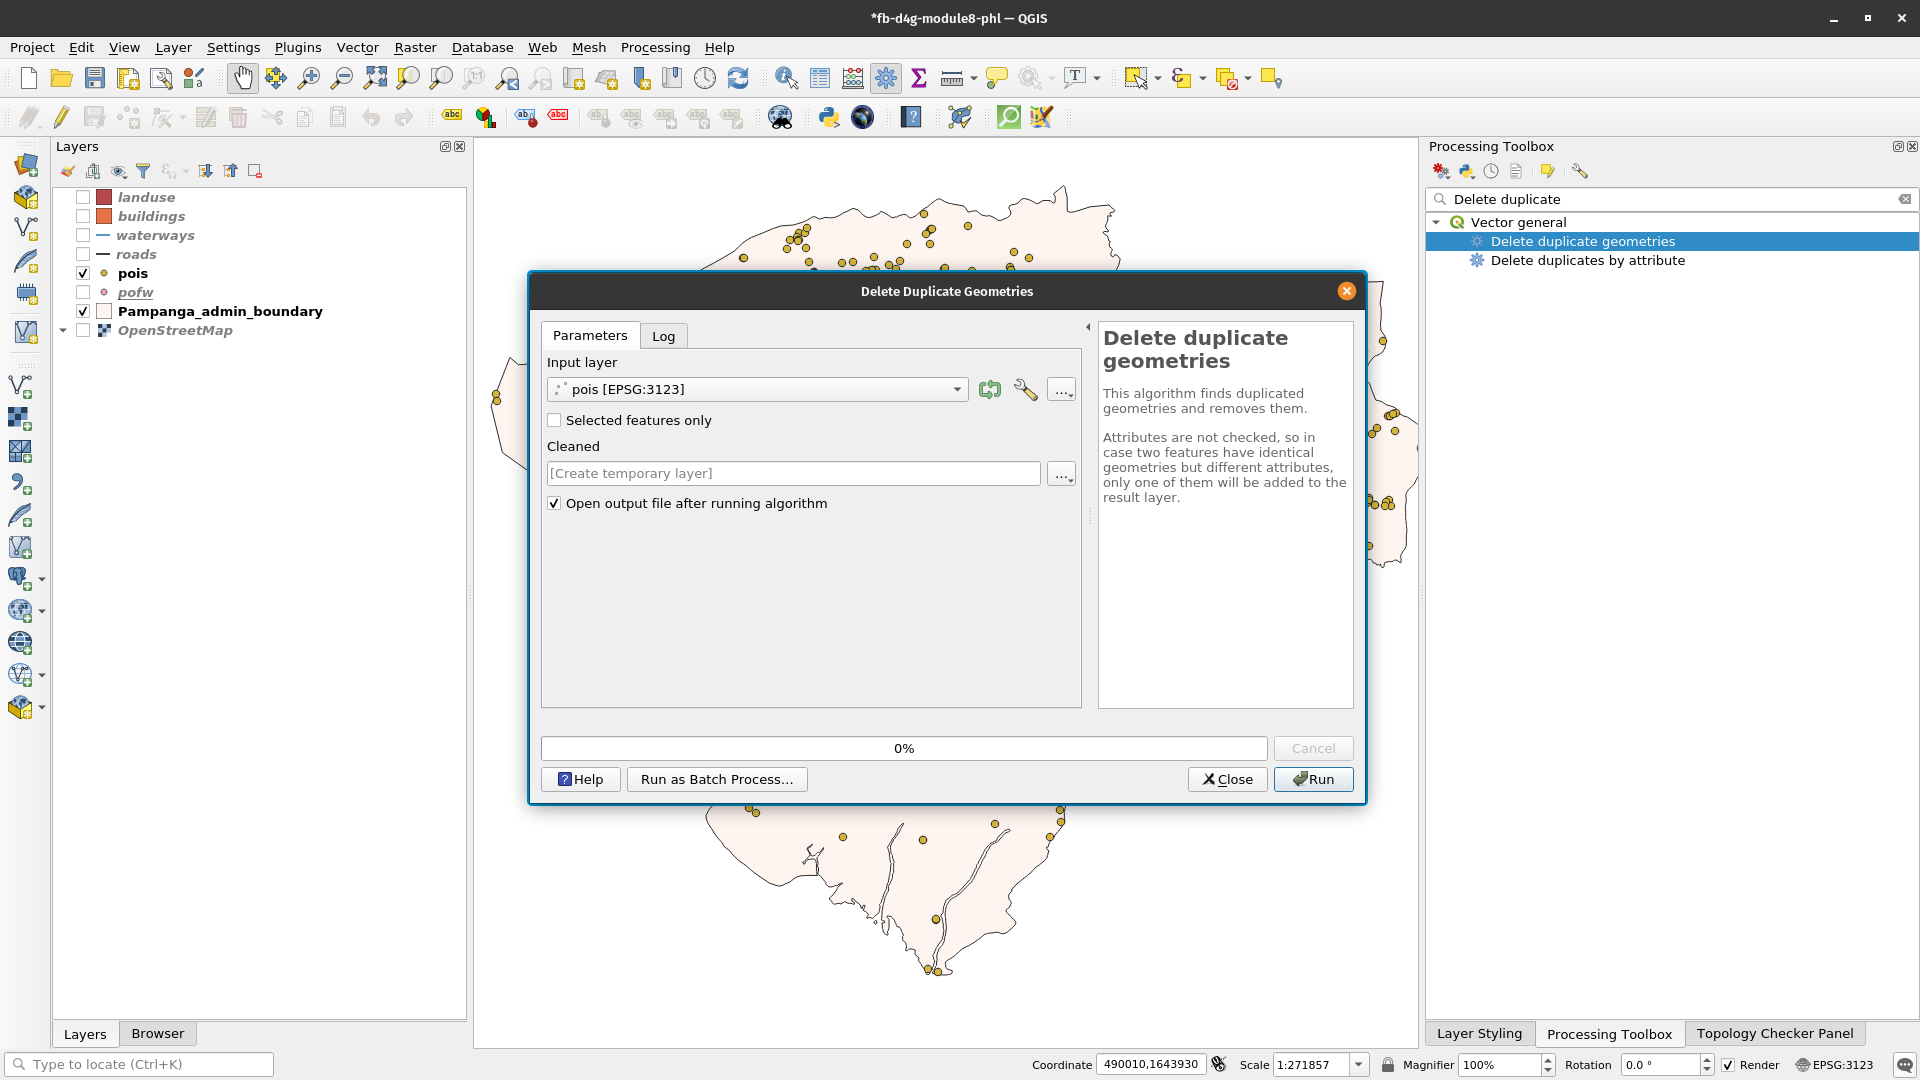 *fb-d4g-module8-phl — QGIS
Project Edit View Layer Settings Plugins Vector Raster Database Web Mesh Processing Help
Layers
landuse
buildings
waterways
roads
pois
pofw
Pampanga_admin_boundary
OpenStreetMap
Layers Browser
Delete Duplicate Geometries
Parameters Log
Input layer
pois [EPSG:3123]
Selected features only
Cleaned
[Create temporary layer]
Open output file after running algorithm
Delete duplicate
geometries
This algorithm finds duplicated
geometries and removes them.
Attributes are not checked, so in
case two features have identical
geometries but different attributes,
only one of them will be added to the
result layer.
0%
Cancel
Help Run as Batch Process… Close Run
Processing Toolbox
Delete duplicate
Vector general
Delete duplicate geometries
Delete duplicates by attribute
Layer Styling Processing Toolbox Topology Checker Panel
Type to locate (Ctrl+K) Coordinate 490010,1643930 Scale 1:271857 Magnifier 100% Rotation 0.0 ° Render EPSG:3123